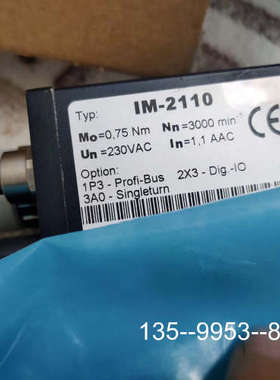 Typ: IM-2110
Mo=0,75 Nm Nn=3000 min
Un =230VAC In=1,1 AAC
Option:
1P3 - Profi-Bus 2X3 - Dig.-IO
3A0 - Singleturn
CE
135--9953--8